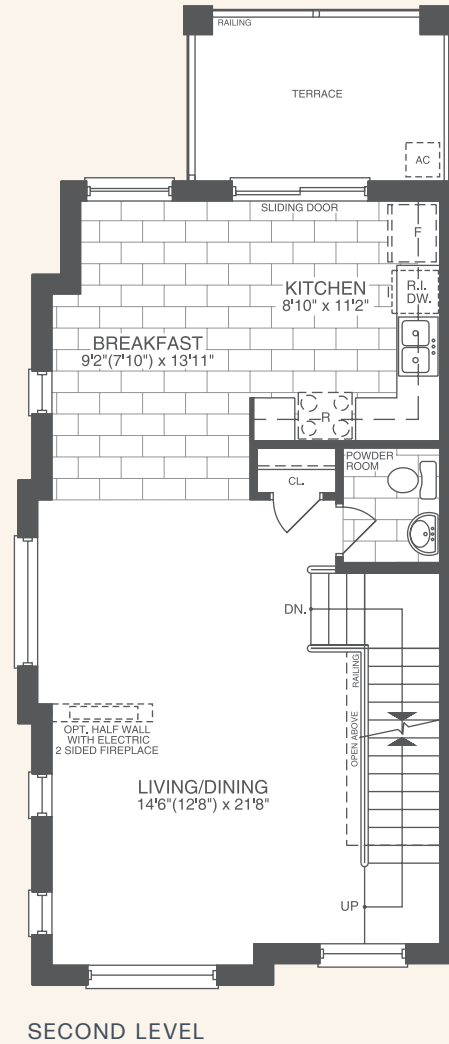 RAILING
TERRACE
AC
SLIDING DOOR
F
KITCHEN
8'10" x 11'2"
R.I.
DW.
BREAKFAST
9'2"(7'10") x 13'11"
R
POWDER
ROOM
CL.
DN.
RAILING
OPEN ABOVE
OPT. HALF WALL
WITH ELECTRIC
2 SIDED FIREPLACE
LIVING/DINING
14'6"(12'8") x 21'8"
UP
SECOND LEVEL